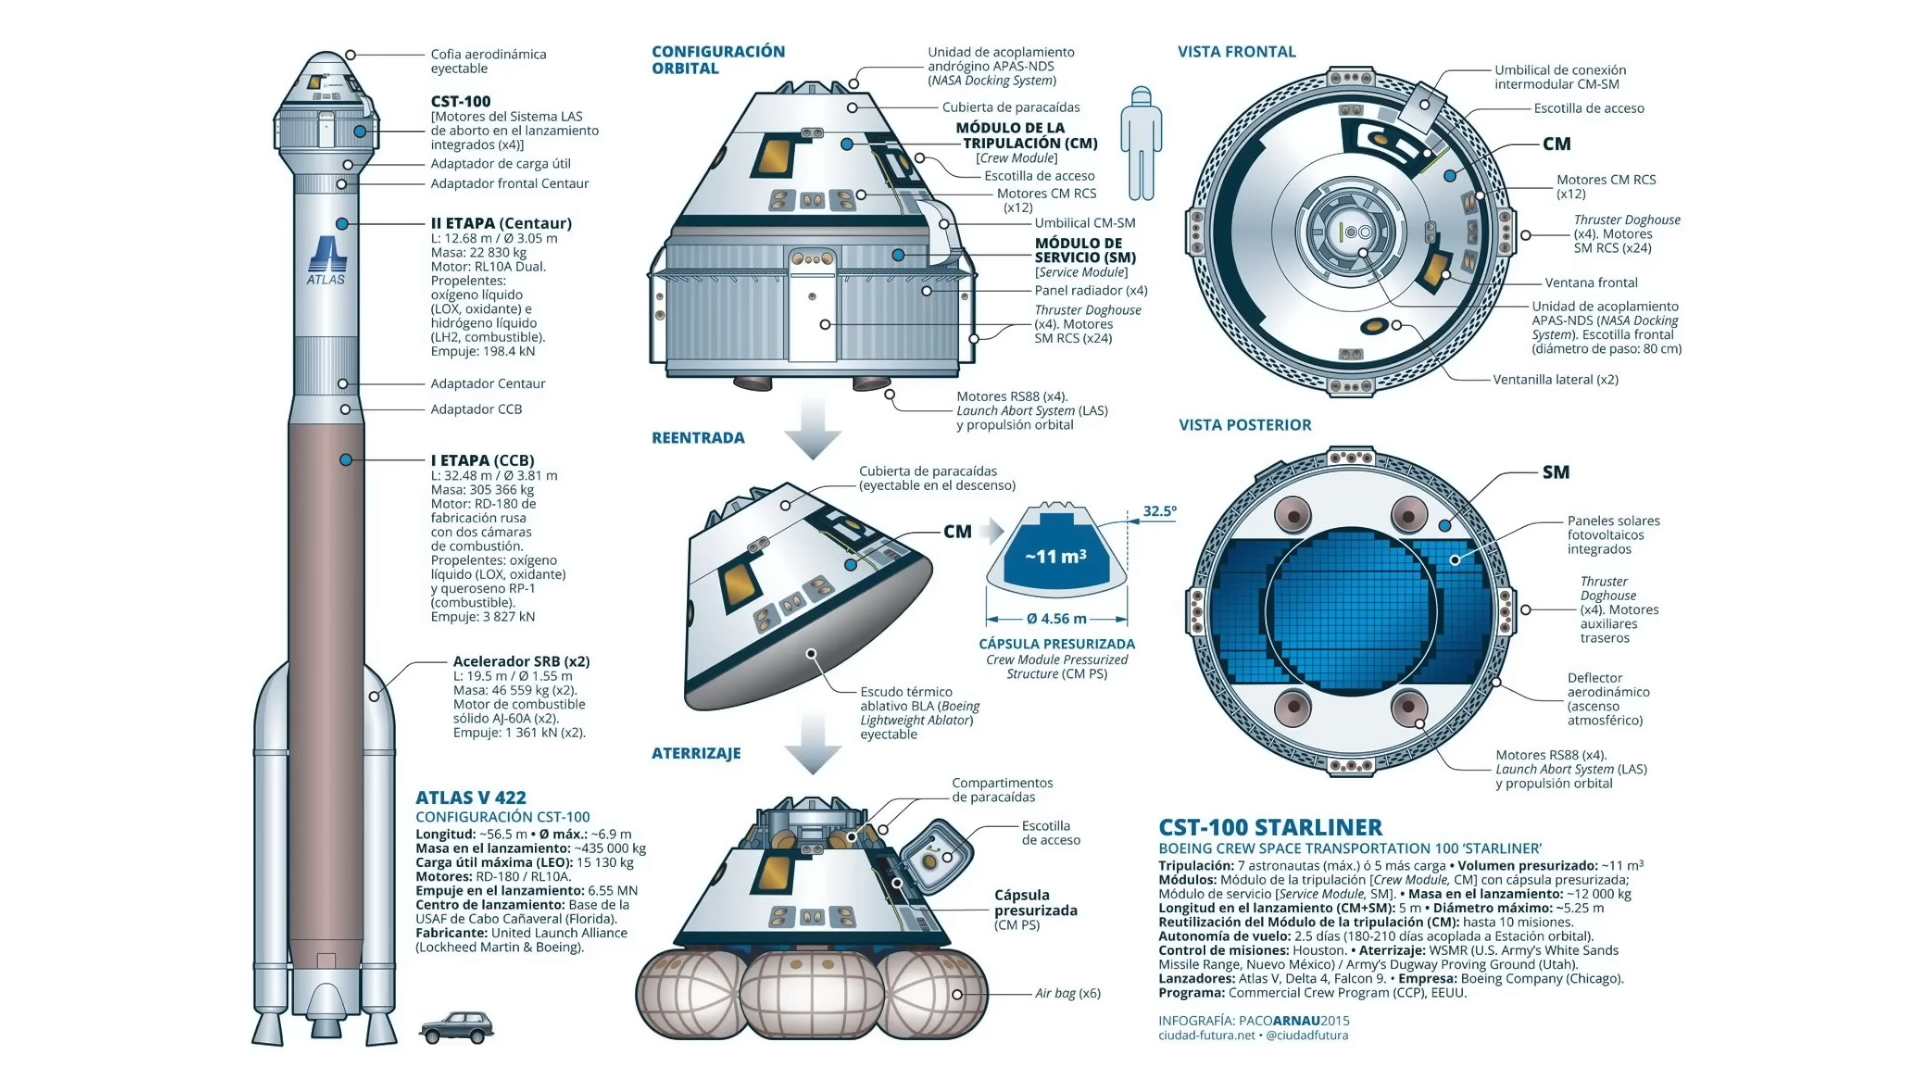 Cofia aerodinámica
eyectable
CST-100
[Motores del Sistema LAS
de aborto en el lanzamiento
integrados (x4)]
Adaptador de carga útil
Adaptador frontal Centaur
II ETAPA (Centaur)
L: 12.68 m / Ø 3.05 m
Masa: 22 830 kg
Motor: RL10A Dual.
Propelentes:
oxígeno líquido
(LOX, oxidante) e
hidrógeno líquido
(LH2, combustible).
Empuje: 198.4 kN
ATLAS
Adaptador Centaur
Adaptador CCB
I ETAPA (CCB)
L: 32.48 m / Ø 3.81 m
Masa: 305 366 kg
Motor: RD-180 de
fabricación rusa
con dos cámaras
de combustión.
Propelentes: oxígeno
líquido (LOX, oxidante)
y queroseno RP-1
(combustible).
Empuje: 3 827 kN
Acelerador SRB (x2)
L: 19.5 m / Ø 1.55 m
Masa: 46 559 kg (x2).
Motor de combustible
sólido AJ-60A (x2).
Empuje: 1 361 kN (x2).
ATLAS V 422
CONFIGURACIÓN CST-100
Longitud: ~56.5 m • Ø máx.: ~6.9 m
Masa en el lanzamiento: ~435 000 kg
Carga útil máxima (LEO): 15 130 kg
Motores: RD-180 / RL10A.
Empuje en el lanzamiento: 6.55 MN
Centro de lanzamiento: Base de la
USAF de Cabo Cañaveral (Florida).
Fabricante: United Launch Alliance
(Lockheed Martin & Boeing).
CONFIGURACIÓN
ORBITAL
Unidad de acoplamiento
andrógino APAS-NDS
(NASA Docking System)
Cubierta de paracaídas
MÓDULO DE LA
TRIPULACIÓN (CM)
[Crew Module]
Escotilla de acceso
Motores CM RCS
(x12)
Umbilical CM-SM
MÓDULO DE
SERVICIO (SM)
[Service Module]
Panel radiador (x4)
Thruster Doghouse
(x4). Motores
SM RCS (x24)
Motores RS88 (x4).
Launch Abort System (LAS)
y propulsión orbital
REENTRADA
Cubierta de paracaídas
(eyectable en el descenso)
CM
32.5º
~11 m³
Ø 4.56 m
CÁPSULA PRESURIZADA
Crew Module Pressurized
Structure (CM PS)
Escudo térmico
ablativo BLA (Boeing
Lightweight Ablator)
eyectable
ATERRIZAJE
Compartimentos
de paracaídas
Escotilla
de acceso
Cápsula
presurizada
(CM PS)
Air bag (x6)
VISTA FRONTAL
Umbilical de conexión
intermodular CM-SM
Escotilla de acceso
CM
Motores CM RCS
(x12)
Thruster Doghouse
(x4). Motores
SM RCS (x24)
Ventana frontal
Unidad de acoplamiento
APAS-NDS (NASA Docking
System). Escotilla frontal
(diámetro de paso: 80 cm)
Ventanilla lateral (x2)
VISTA POSTERIOR
SM
Paneles solares
fotovoltaicos
integrados
Thruster
Doghouse
(x4). Motores
auxiliares
traseros
Deflector
aerodinámico
(ascenso
atmosférico)
Motores RS88 (x4).
Launch Abort System (LAS)
y propulsión orbital
CST-100 STARLINER
BOEING CREW SPACE TRANSPORTATION 100 ‘STARLINER’
Tripulación: 7 astronautas (máx.) ó 5 más carga • Volumen presurizado: ~11 m³
Módulos: Módulo de la tripulación [Crew Module, CM] con cápsula presurizada;
Módulo de servicio [Service Module, SM]. • Masa en el lanzamiento: ~12 000 kg
Longitud en el lanzamiento (CM+SM): 5 m • Diámetro máximo: ~5.25 m
Reutilización del Módulo de la tripulación (CM): hasta 10 misiones.
Autonomía de vuelo: 2.5 días (180-210 días acoplada a Estación orbital).
Control de misiones: Houston. • Aterrizaje: WSMR (U.S. Army’s White Sands
Missile Range, Nuevo México) / Army’s Dugway Proving Ground (Utah).
Lanzadores: Atlas V, Delta 4, Falcon 9. • Empresa: Boeing Company (Chicago).
Programa: Commercial Crew Program (CCP), EEUU.
INFOGRAFÍA: PACOARNAU2015
ciudad-futura.net • @ciudadfutura